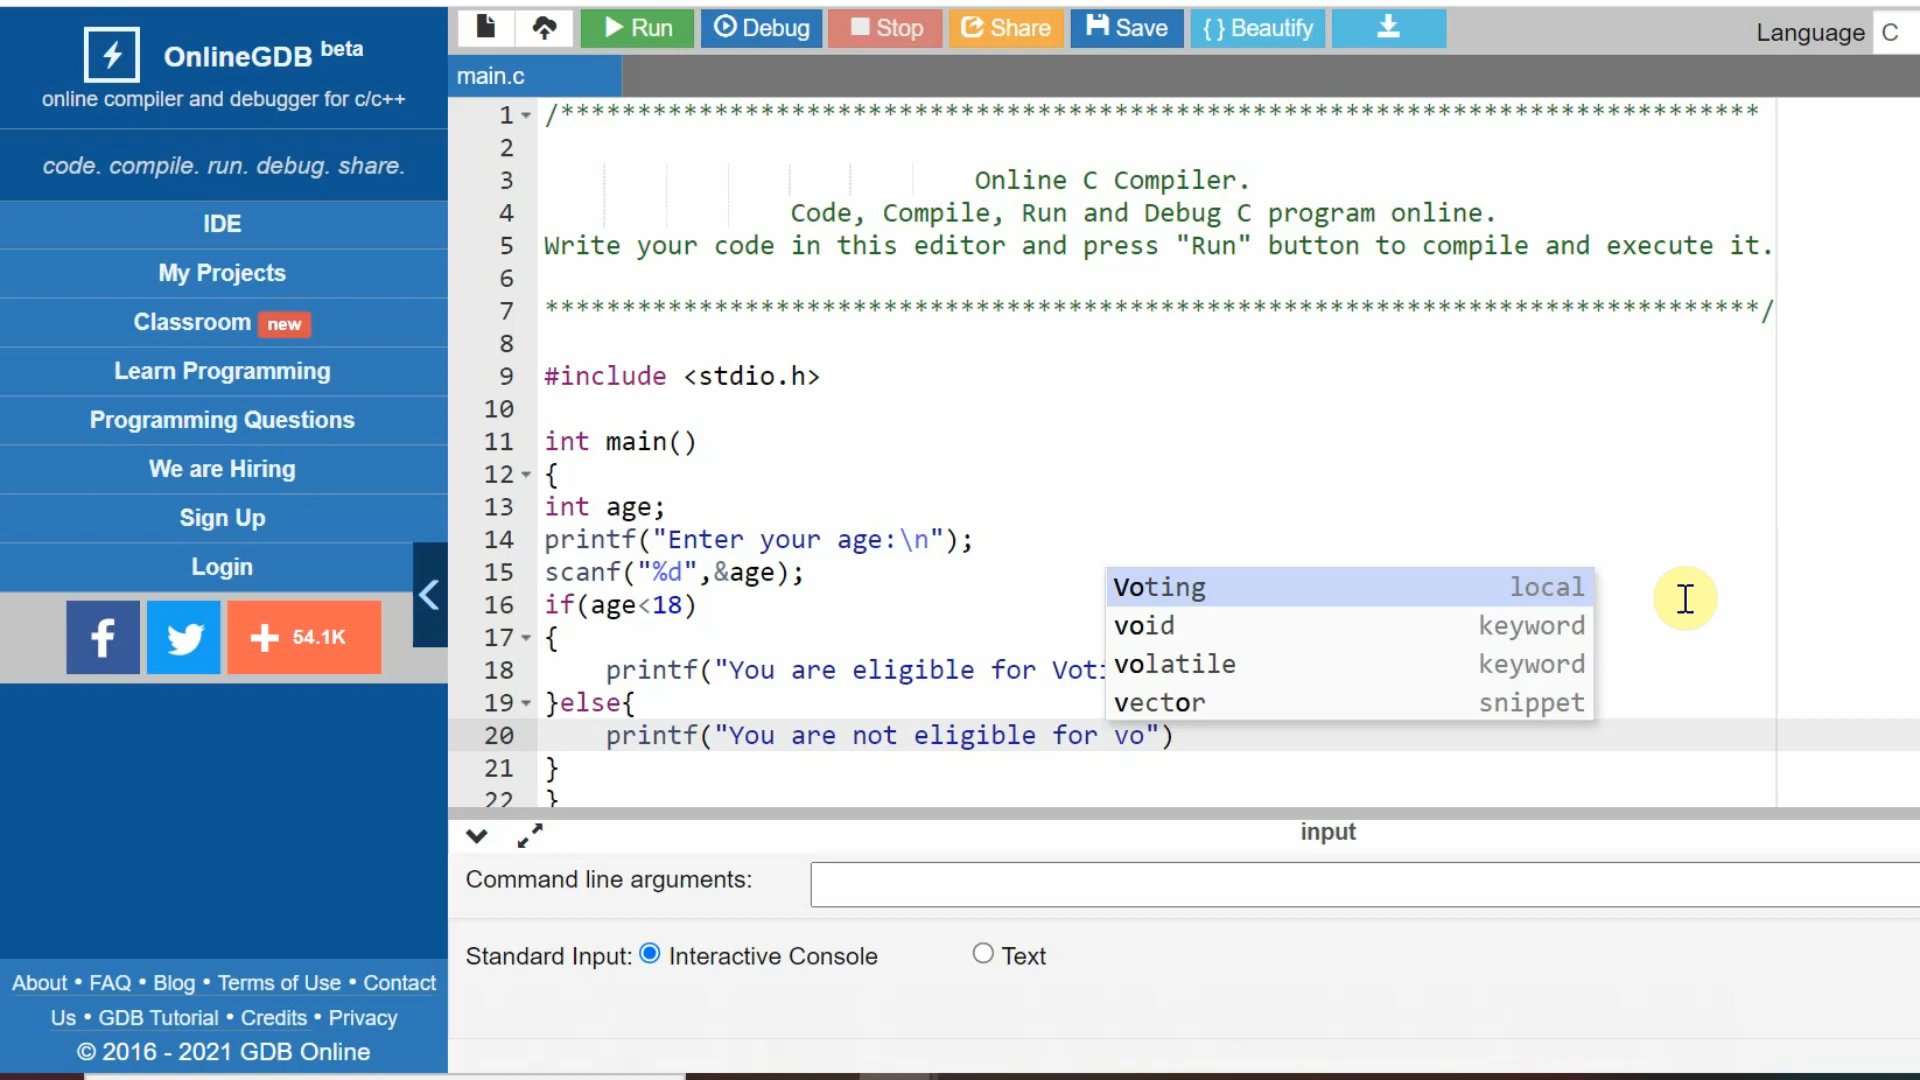 OnlineGDB beta
online compiler and debugger for c/c++
code. compile. run. debug. share.
IDE
My Projects
Classroom new
Learn Programming
Programming Questions
We are Hiring
Sign Up
Login
f + 54.1K
About • FAQ • Blog • Terms of Use • Contact
Us • GDB Tutorial • Credits • Privacy
© 2016 - 2021 GDB Online
Run Debug Stop Share Save {} Beautify
Language C
main.c
1 /******************************************************************************
2
3 Online C Compiler.
4 Code, Compile, Run and Debug C program online.
5 Write your code in this editor and press "Run" button to compile and execute it.
6
7 *******************************************************************************/
8
9 #include <stdio.h>
10
11 int main()
12 {
13 int age;
14 printf("Enter your age:\n");
15 scanf("%d",&age);
16 if(age<18)
17 {
18 printf("You are eligible for Voti
19 }else{
20 printf("You are not eligible for vo")
21 }
22 }
Voting local
void keyword
volatile keyword
vector snippet
input
Command line arguments:
Standard Input: Interactive Console Text